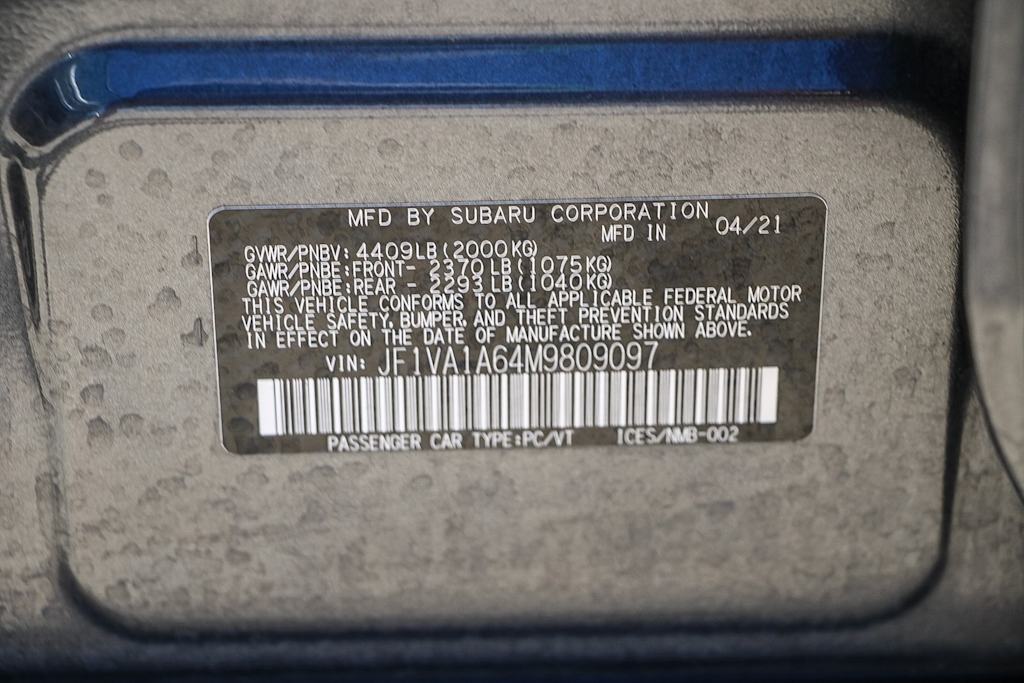 MFD BY SUBARU CORPORATION
MFD IN 04/21
GVWR/PNBV: 4409LB(2000KG)
GAWR/PNBE:FRONT- 2370LB(1075KG)
GAWR/PNBE:REAR - 2293LB(1040KG)
THIS VEHICLE CONFORMS TO ALL APPLICABLE FEDERAL MOTOR
VEHICLE SAFETY, BUMPER, AND THEFT PREVENTION STANDARDS
IN EFFECT ON THE DATE OF MANUFACTURE SHOWN ABOVE.
VIN: JF1VA1A64M9809097
PASSENGER CAR TYPE:PC/VT ICES/NMB-002